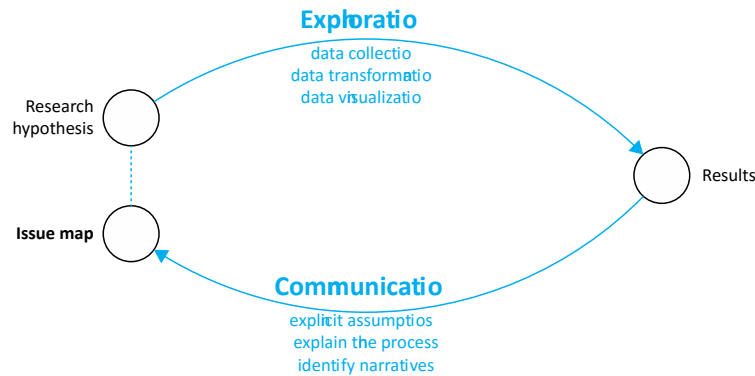 Exploratio
data collectio
data transformatio
data visualizatio
Research
hypothesis
Results
Issue map
Communicatio
explicit assumptios
explain the process
identify narratives